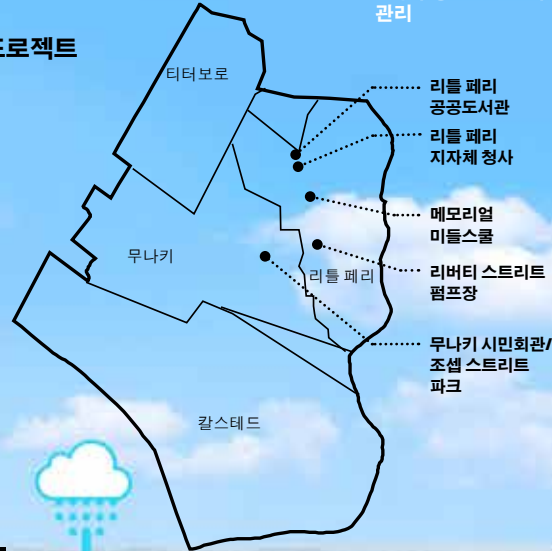 관리
로젝트
티터보로
리틀 페리
공공도서관
리틀 페리
지자체 청사
메모리얼
미들스쿨
무나키
리틀 페리
리버티 스트리트
펌프장
무나키 시민회관/
조셉 스트리트
파크
칼스테드